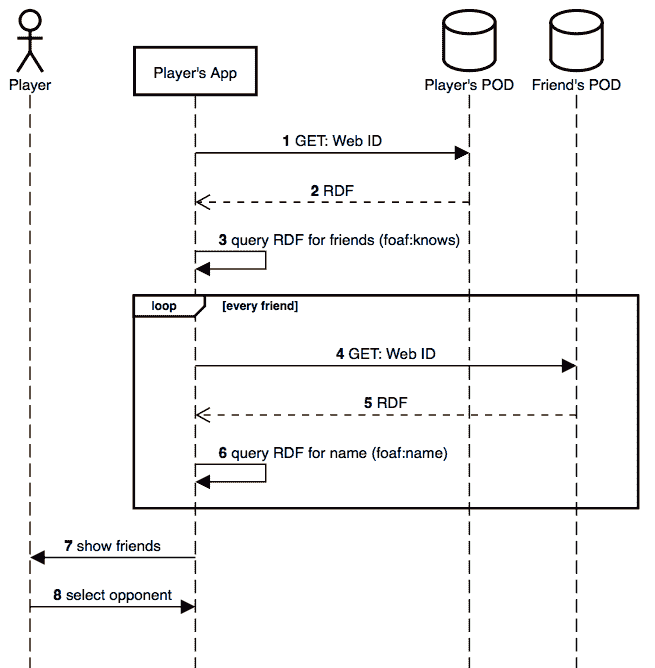 Player
Player's App
Player's POD
Friend's POD
1 GET: Web ID
2 RDF
3 query RDF for friends (foaf:knows)
loop
[every friend]
4 GET: Web ID
5 RDF
6 query RDF for name (foaf:name)
7 show friends
8 select opponent